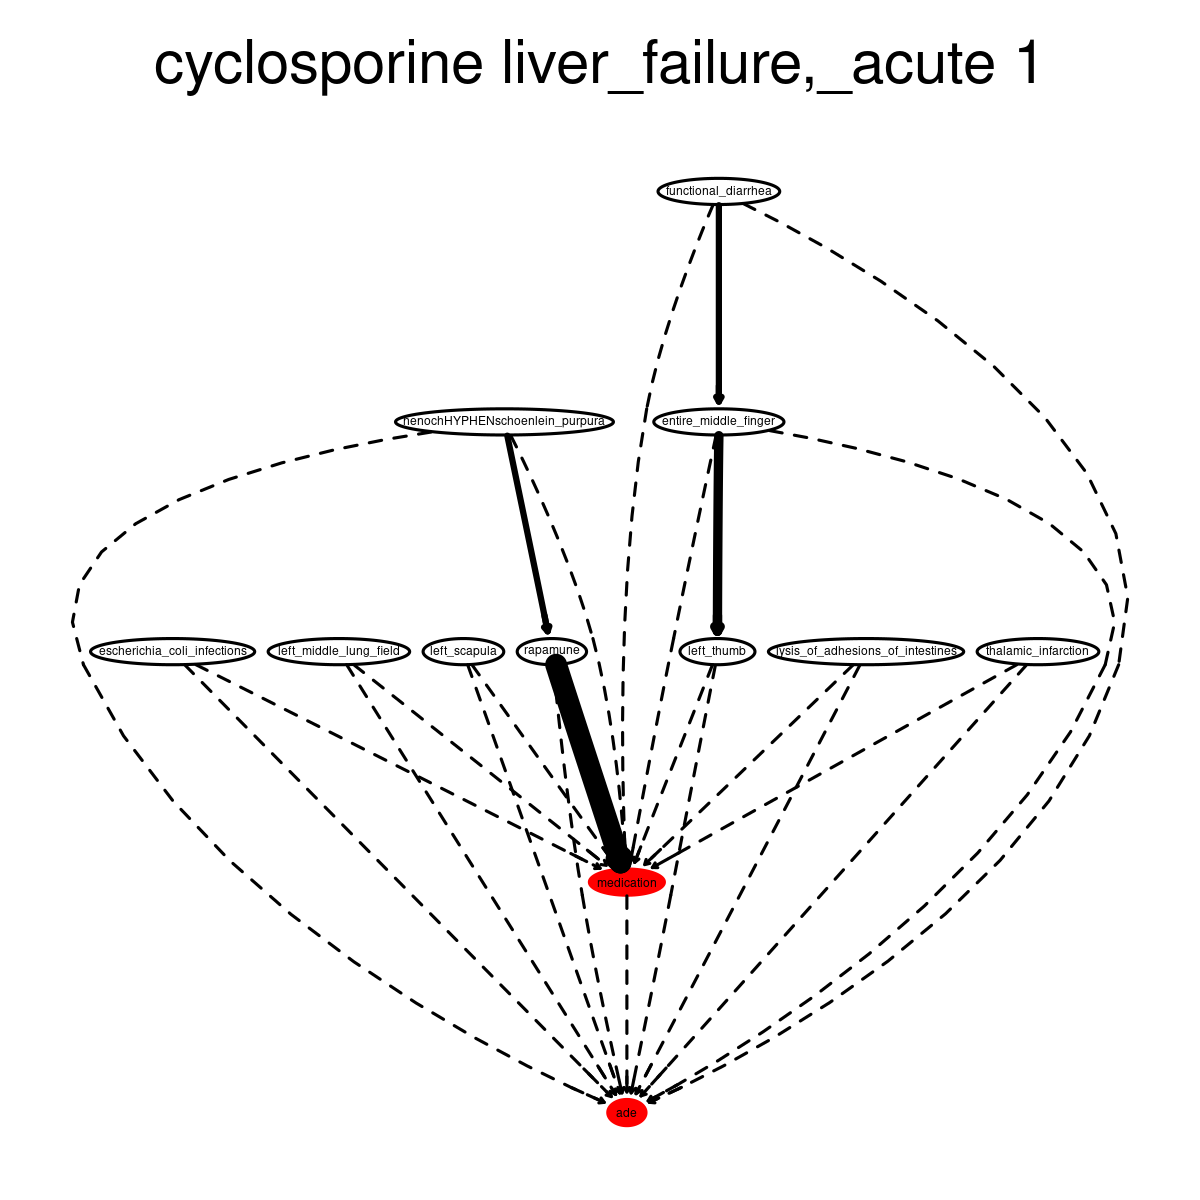 cyclosporine liver_failure,_acute 1
functional_diarrhea
henochHYPHENschoenlein_purpura
entire_middle_finger
escherichia_coli_infections
left_middle_lung_field
left_scapula
rapamune
left_thumb
lysis_of_adhesions_of_intestines
thalamic_infarction
medication
ade